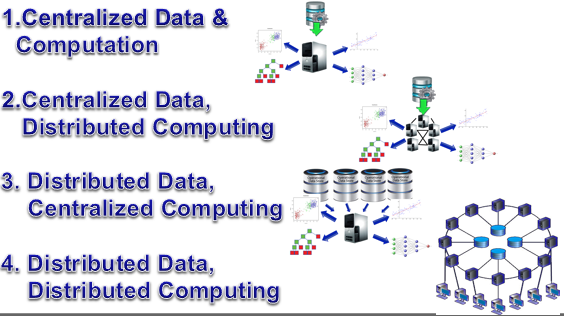 1.Centralized Data &
Computation
2.Centralized Data,
Distributed Computing
3. Distributed Data,
Centralized Computing
4. Distributed Data,
Distributed Computing